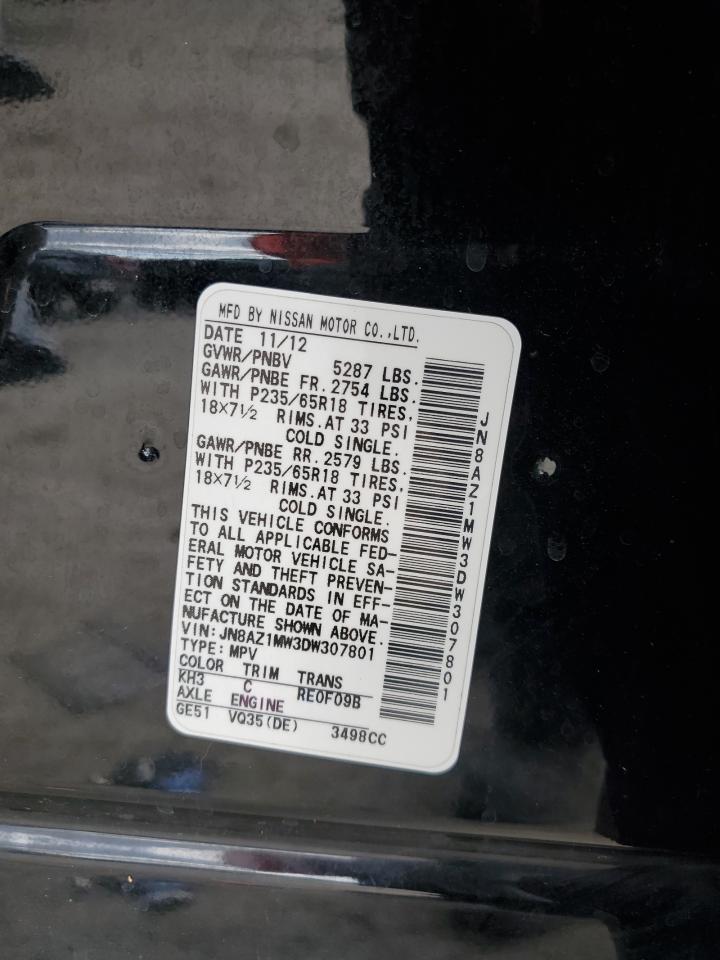 MFD BY NISSAN MOTOR CO.,LTD.
DATE 11/12
GVWR/PNBV 5287 LBS.
GAWR/PNBE FR. 2754 LBS.
WITH P235/65R18 TIRES,
18×7½ RIMS.AT 33 PSI
COLD SINGLE.
GAWR/PNBE RR. 2579 LBS.
WITH P235/65R18 TIRES,
18×7½ RIMS.AT 33 PSI
COLD SINGLE.
THIS VEHICLE CONFORMS
TO ALL APPLICABLE FED-
ERAL MOTOR VEHICLE SA-
FETY AND THEFT PREVEN-
TION STANDARDS IN EFF-
ECT ON THE DATE OF MA-
NUFACTURE SHOWN ABOVE.
VIN: JN8AZ1MW3DW307801
TYPE: MPV
COLOR TRIM TRANS
KH3 C RE0F09B
AXLE ENGINE
GE51 VQ35(DE) 3498CC
JN8AZ1MW3DW307801